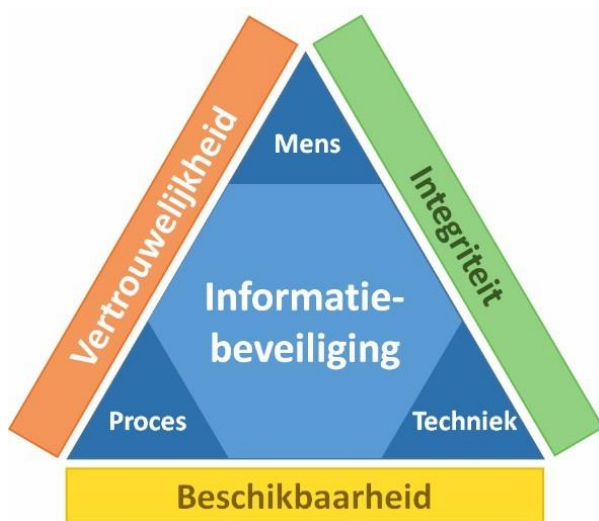 Vertrouwelijkheid
Mens
Integriteit
Informatie-
beveiliging
Proces
Techniek
Beschikbaarheid